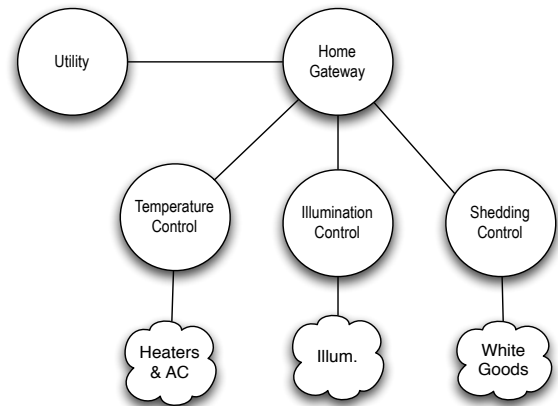 Utility
Home
Gateway
Temperature
Control
Illumination
Control
Shedding
Control
Heaters
& AC
Illum.
White
Goods